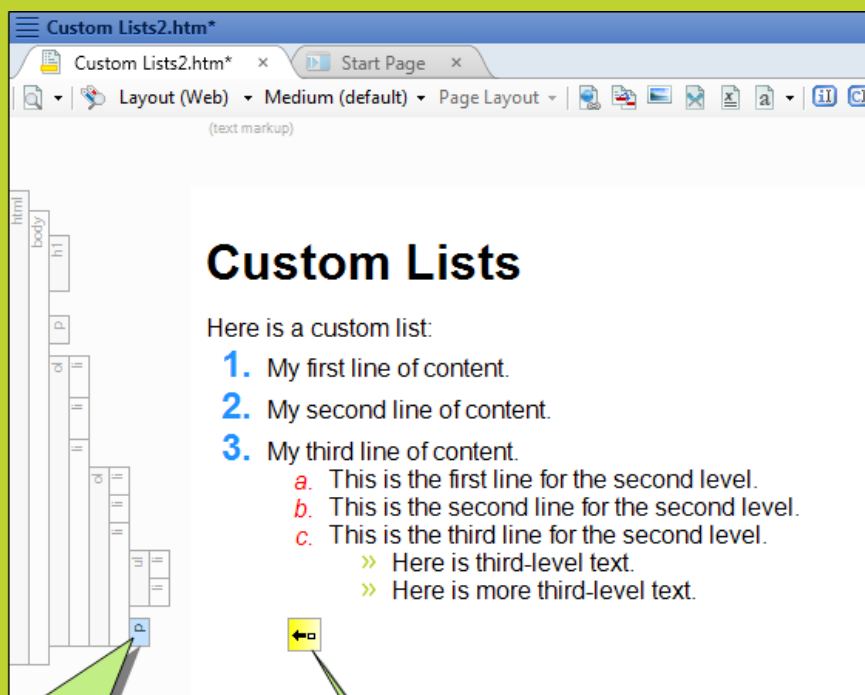 Custom Lists2.htm*
Custom Lists2.htm* × Start Page ×
Layout (Web) Medium (default) Page Layout
(text markup)
html
body
h1
p
ol
li
li
li
ol
li
li
li
ul
li
li
p
Custom Lists
Here is a custom list:
1. My first line of content.
2. My second line of content.
3. My third line of content.
a. This is the first line for the second level.
b. This is the second line for the second level.
c. This is the third line for the second level.
» Here is third-level text.
» Here is more third-level text.